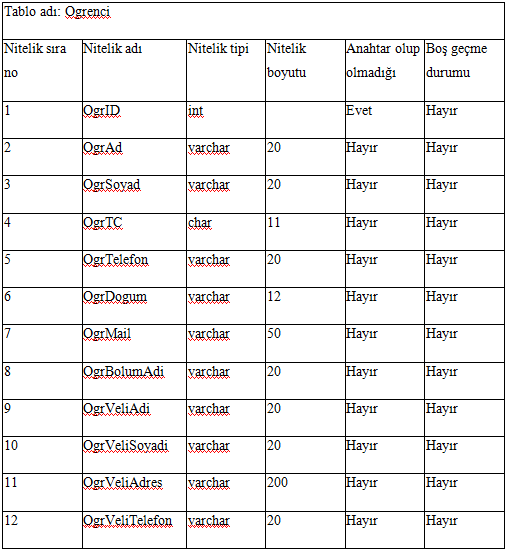 Tablo adı: Ogrenci
Nitelik sıra no Nitelik adı Nitelik tipi Nitelik boyutu Anahtar olup olmadığı Boş geçme durumu
1 OgrID int Evet Hayır
2 OgrAd varchar 20 Hayır Hayır
3 OgrSoyad varchar 20 Hayır Hayır
4 OgrTC char 11 Hayır Hayır
5 OgrTelefon varchar 20 Hayır Hayır
6 OgrDogum varchar 12 Hayır Hayır
7 OgrMail varchar 50 Hayır Hayır
8 OgrBolumAdi varchar 20 Hayır Hayır
9 OgrVeliAdi varchar 20 Hayır Hayır
10 OgrVeliSoyadi varchar 20 Hayır Hayır
11 OgrVeliAdres varchar 200 Hayır Hayır
12 OgrVeliTelefon varchar 20 Hayır Hayır